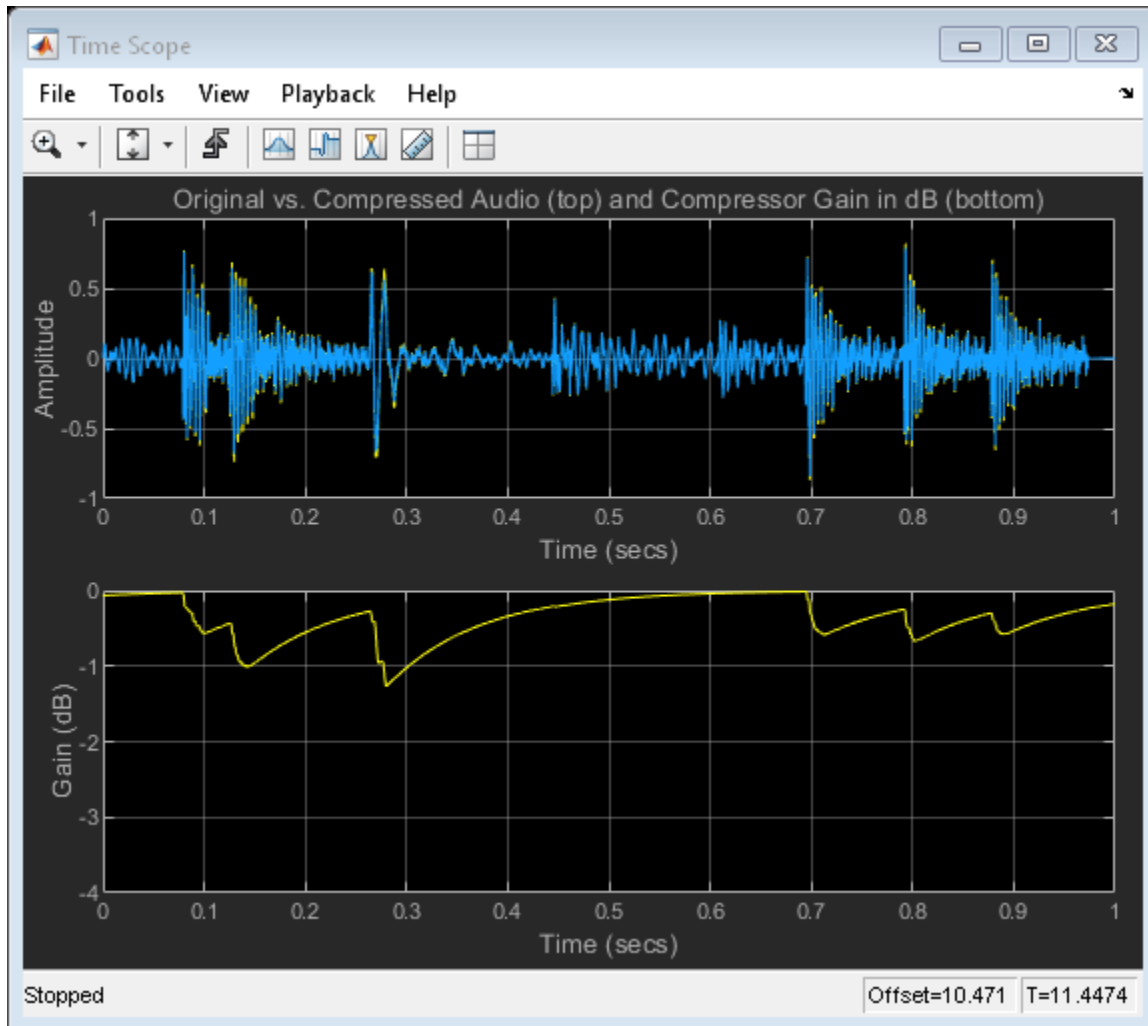 Time Scope
File Tools View Playback Help
Original vs. Compressed Audio (top) and Compressor Gain in dB (bottom)
1
0.5
0
-0.5
-1
Amplitude
0 0.1 0.2 0.3 0.4 0.5 0.6 0.7 0.8 0.9 1
Time (secs)
0
-1
-2
-3
-4
Gain (dB)
0 0.1 0.2 0.3 0.4 0.5 0.6 0.7 0.8 0.9 1
Time (secs)
Stopped Offset=10.471 T=11.4474